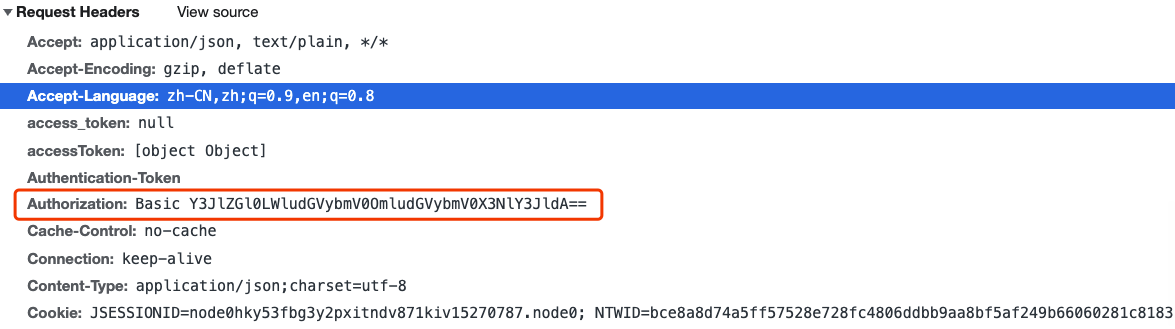 ▼Request Headers View source
Accept: application/json, text/plain, */*
Accept-Encoding: gzip, deflate
Accept-Language: zh-CN,zh;q=0.9,en;q=0.8
access_token: null
accessToken: [object Object]
Authentication-Token
Authorization: Basic Y3JlZGl0LWludGVybmV0OmludGVybmV0X3NlY3JldA==
Cache-Control: no-cache
Connection: keep-alive
Content-Type: application/json;charset=utf-8
Cookie: JSESSIONID=node0hky53fbg3y2pxitndv871kiv15270787.node0; NTWID=bce8a8d74a5ff57528e728fc4806ddbb9aa8bf5af249b66060281c8183